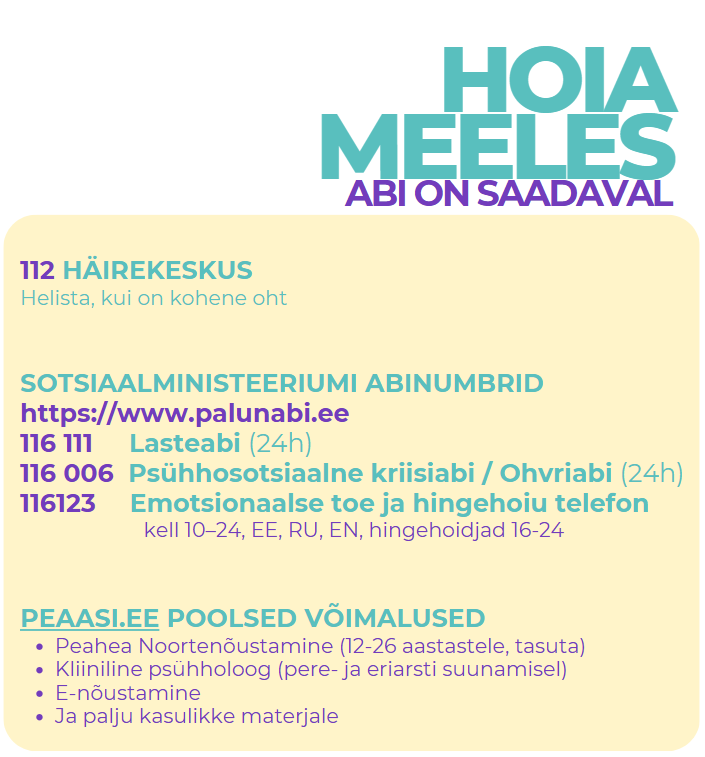 HOIA
MEELES
ABI ON SAADAVAL
112 HÄIREKESKUS
Helista, kui on kohene oht
SOTSIAALMINISTEERIUMI ABINUMBRID
https://www.palunabi.ee
116 111 Lasteabi (24h)
116 006 Psühhosotsiaalne kriisiabi / Ohvriabi (24h)
116123 Emotsionaalse toe ja hingehoiu telefon
kell 10–24, EE, RU, EN, hingehoidjad 16-24
PEAASI.EE POOLSED VÕIMALUSED
• Peahea Noortenõustamine (12-26 aastastele, tasuta)
• Kliiniline psühholoog (pere- ja eriarsti suunamisel)
• E-nõustamine
• Ja palju kasulikke materjale